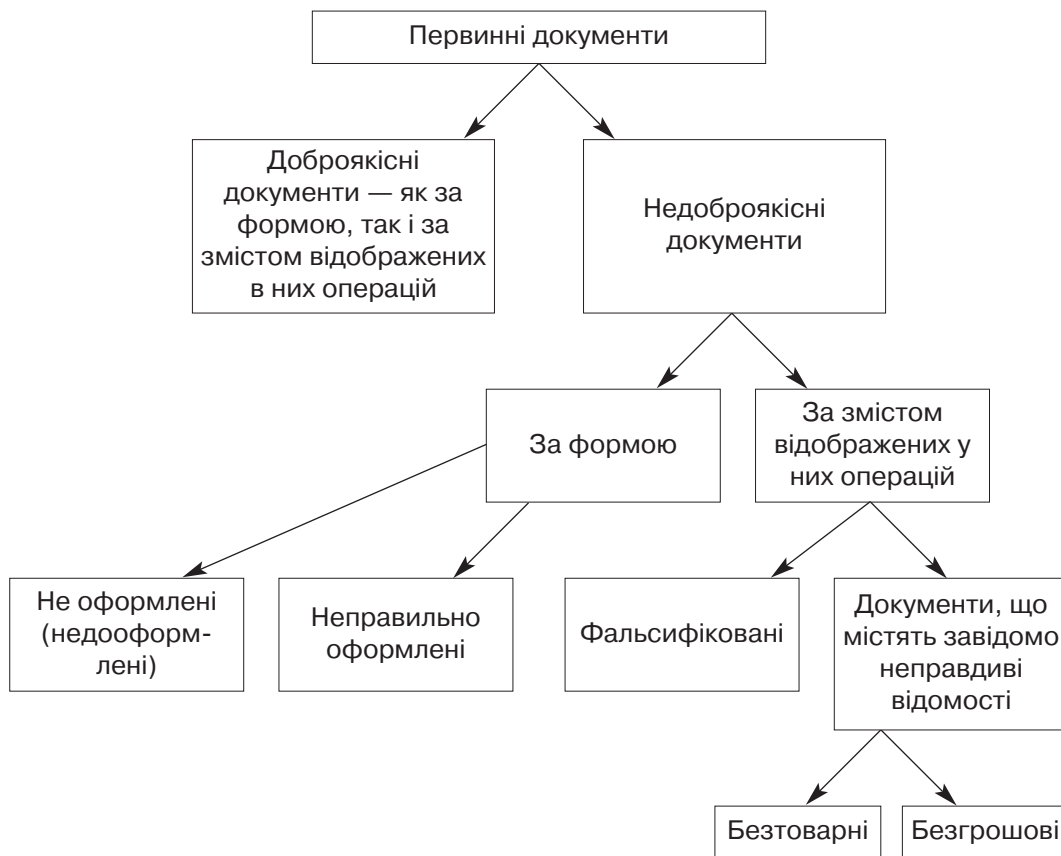 Первинні документи
Доброякісні
документи — як за
формою, так і за
змістом відображених
в них операцій
Недоброякісні
документи
За формою
За змістом
відображених у
них операцій
Не оформлені
(недооформ-
лені)
Неправильно
оформлені
Фальсифіковані
Документи, що
містять завідомо
неправдиві
відомості
Безтоварні
Безгрошові